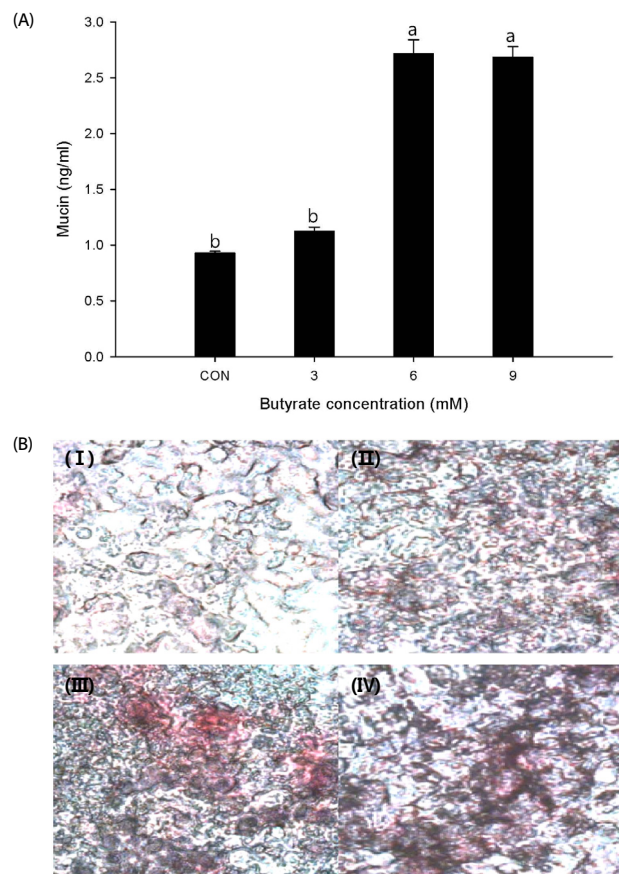 (A)
3.0
2.5
2.0
1.5
1.0
0.5
0.0
Mucin (ng/ml)
b
b
a
a
CON 3 6 9
Butyrate concentration (mM)
(B)
(I) (II)
(III) (IV)